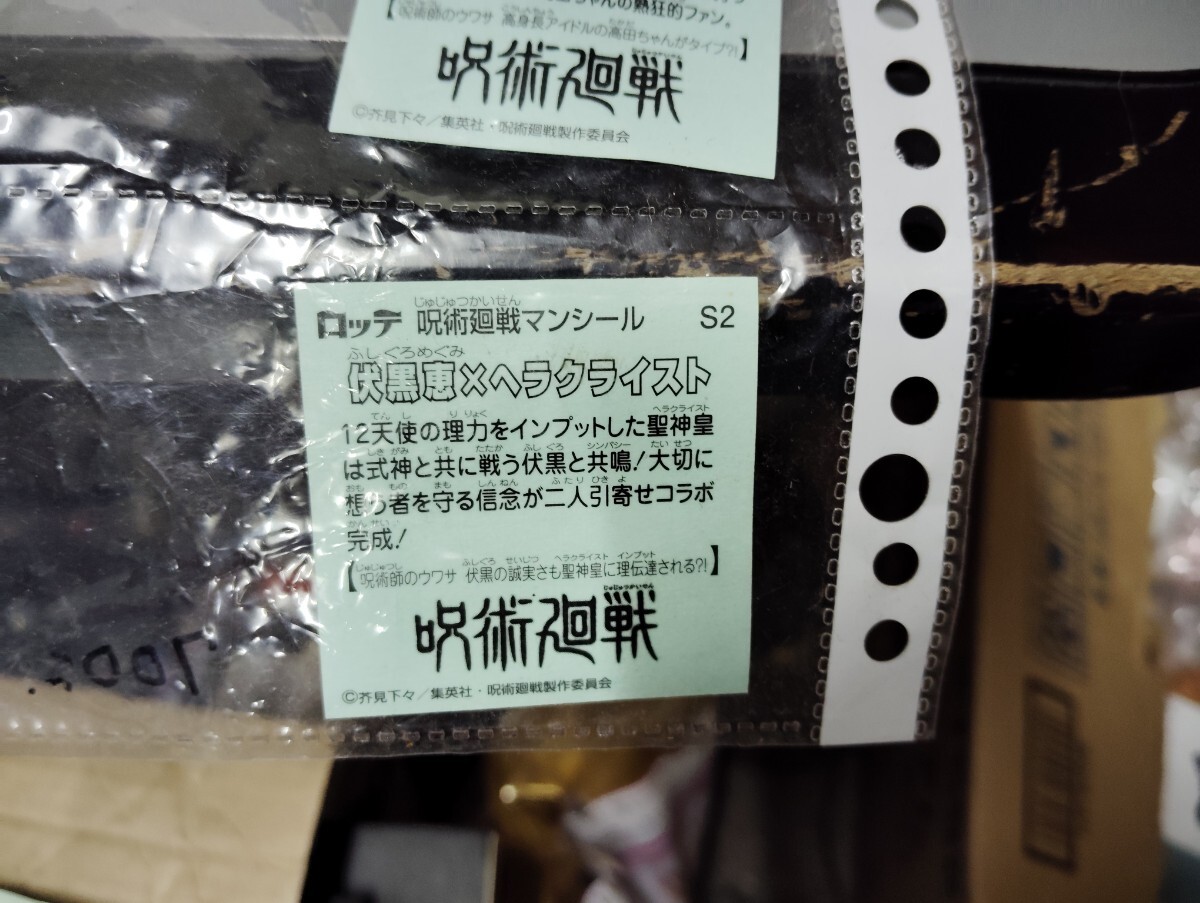 ちゃんの熱狂的ファン。
【呪術師のウワサ 高身長アイドルの高田ちゃんがタイプ?!】
呪術廻戦
©芥見下々／集英社・呪術廻戦製作委員会
ロッテ 呪術廻戦マンシール S2
伏黒恵×ヘラクライスト
12天使の理力をインプットした聖神皇
は式神と共に戦う伏黒と共鳴！大切に
想う者を守る信念が二人引寄せコラボ
完成！
【呪術師のウワサ 伏黒の誠実さも聖神皇に理伝達される?!】
呪術廻戦
©芥見下々／集英社・呪術廻戦製作委員会